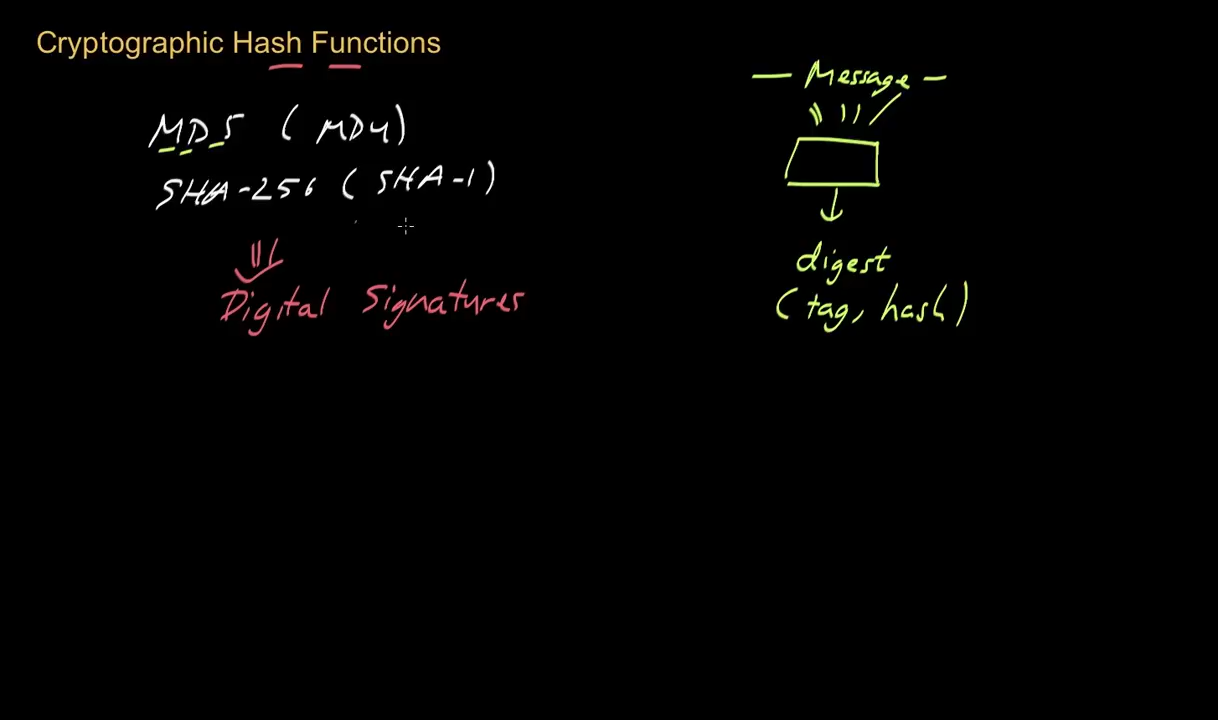 Cryptographic Hash Functions
MD5 (MD4)
SHA-256 (SHA-1)
Digital Signatures
- Message -
digest
(tag, hash)